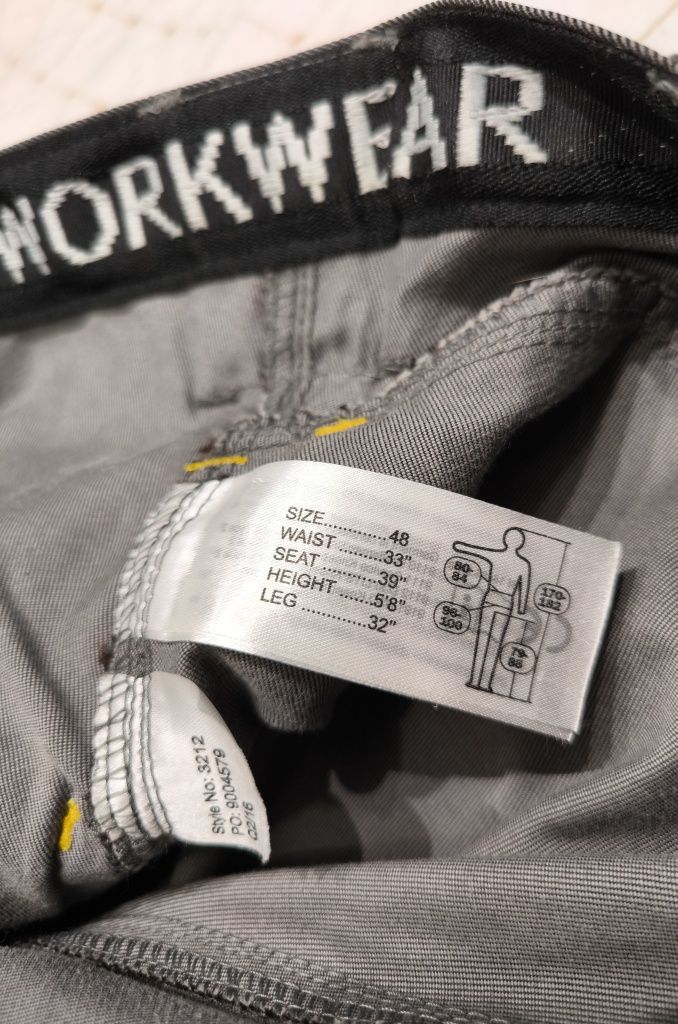 WORKWEAR
SIZE............48
WAIST ........33"
SEAT ..........39"
HEIGHT ......5'8"
LEG ............32"
80-
84
170-
182
96-
100
79-
86
Style No: 3212
PO: 9004579
02/16